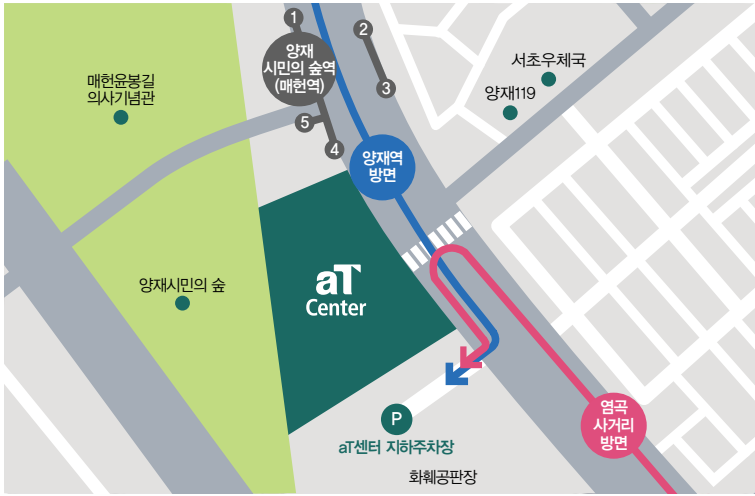 1
양재
시민의 숲역
(매헌역)
2
3
5
4
매헌윤봉길
의사기념관
서초우체국
양재119
양재역
방면
양재시민의 숲
aT
Center
P
aT센터 지하주차장
화훼공판장
염곡
사거리
방면